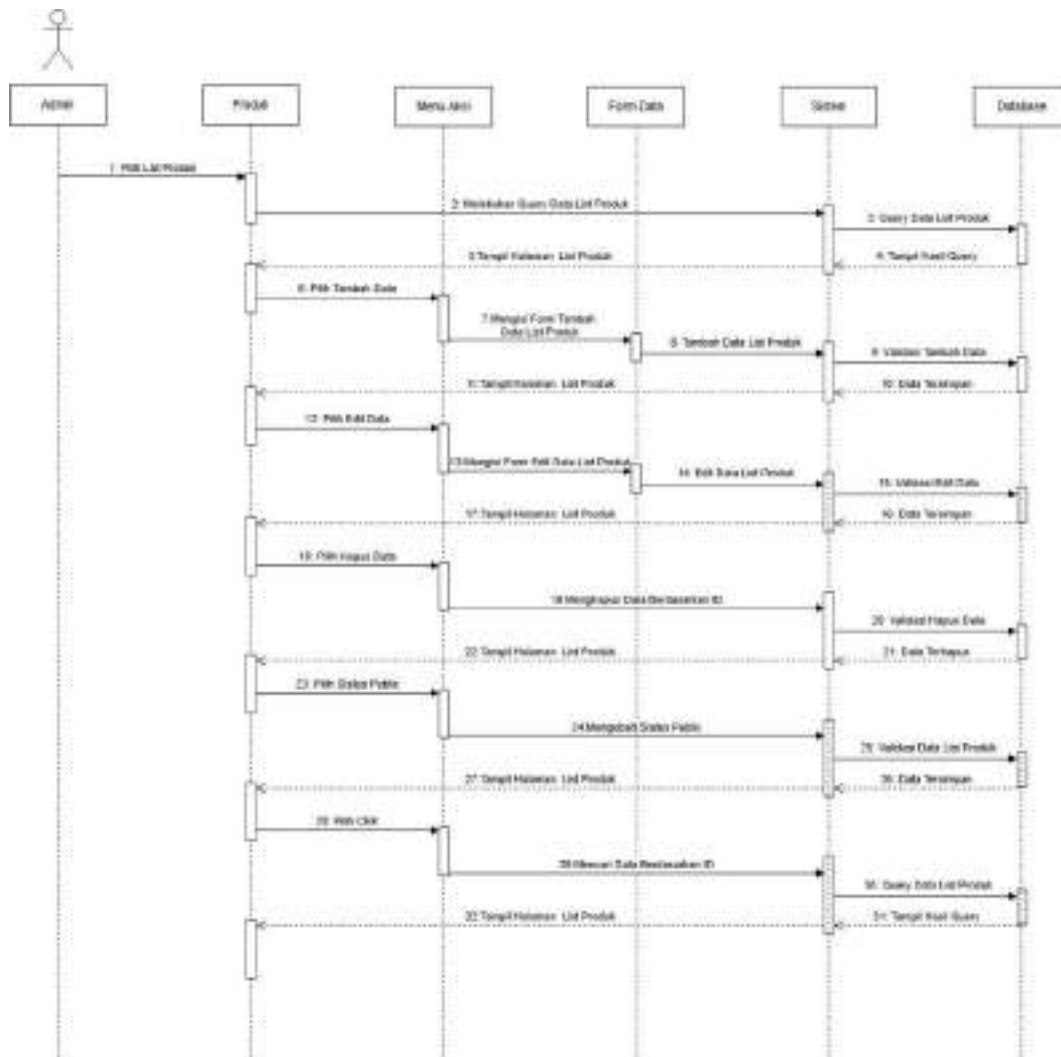 Admin
Produk
Menu Aksi
Form Data
Sistem
Database
1: Pilih List Produk
2: Melakukan Query Data List Produk
3: Query Data List Produk
4: Tampil Hasil Query
5:Tampil Halaman List Produk
6: Pilih Tambah Data
7:Mengisi Form Tambah
Data List Produk
8: Tambah Data List Produk
9: Validasi Tambah Data
10: Data Tersimpan
11:Tampil Halaman List Produk
12: Pilih Edit Data
13:Mengisi Form Edit Data List Produk
14: Edit Data List Produk
15: Validasi Edit Data
16: Data Tersimpan
17:Tampil Halaman List Produk
18: Pilih Hapus Data
19:Menghapus Data Berdasarkan ID
20: Validasi Hapus Data
21: Data Terhapus
22:Tampil Halaman List Produk
23: Pilih Status Public
24:Mengubah Status Public
25: Validasi Data List Produk
26: Data Tersimpan
27:Tampil Halaman List Produk
28: Pilih
29:Mencari Data Berdasarkan ID
30: Query Data List Produk
31: Tampil Hasil Query
32:Tampil Halaman List Produk